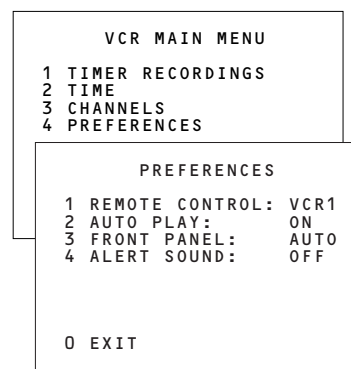 VCR MAIN MENU
1 TIMER RECORDINGS
2 TIME
3 CHANNELS
4 PREFERENCES
PREFERENCES
1 REMOTE CONTROL: VCR1
2 AUTO PLAY: ON
3 FRONT PANEL: AUTO
4 ALERT SOUND: OFF
0 EXIT